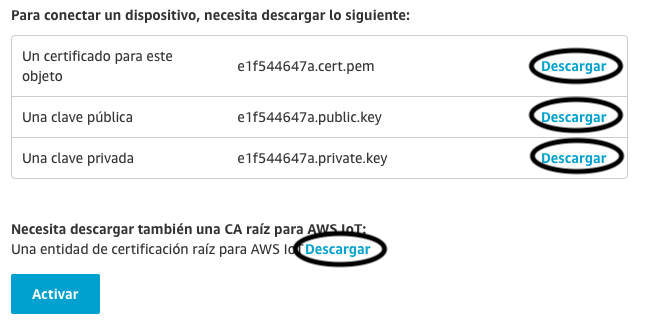 Para conectar un dispositivo, necesita descargar lo siguiente:
Un certificado para este
objeto
e1f544647a.cert.pem
Descargar
Una clave pública
e1f544647a.public.key
Descargar
Una clave privada
e1f544647a.private.key
Descargar
Necesita descargar también una CA raíz para AWS IoT:
Una entidad de certificación raíz para AWS IoT Descargar
Activar